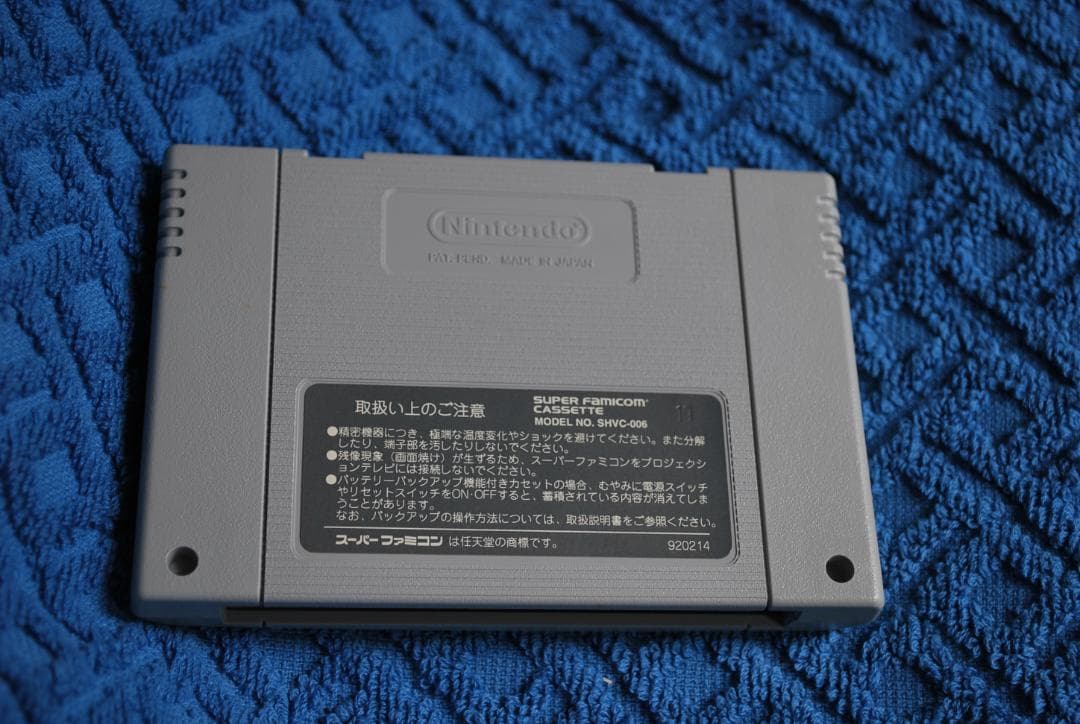 Nintendo
PAT. PEND. MADE IN JAPAN
取扱い上のご注意
SUPER FAMICOM
CASSETTE
MODEL NO. SHVC-006
11
●精密機器につき、極端な温度変化やショックを避けてください。また分解
したり、端子部を汚したりしないでください。
●残像現象（画面焼け）が生ずるため、スーパーファミコンをプロジェクシ
ョンテレビには接続しないでください。
●バッテリーバックアップ機能付きカセットの場合、むやみに電源スイッチ
やリセットスイッチをON·OFFすると、蓄積されている内容が消えてしま
うことがあります。
なお、バックアップの操作方法については、取扱説明書をご参照ください。
スーパーファミコン は任天堂の商標です。
920214